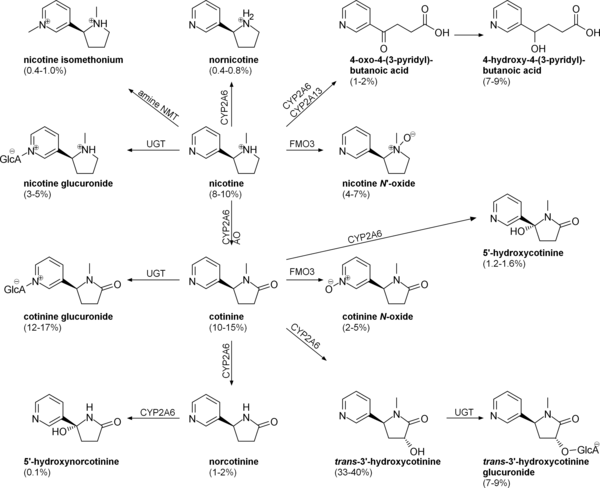 nicotine isomethonium
(0.4-1.0%)
nornicotine
(0.4-0.8%)
4-oxo-4-(3-pyridyl)-
butanoic acid
(1-2%)
4-hydroxy-4-(3-pyridyl)-
butanoic acid
(7-9%)
amine NMT
CYP2A6
CYP2A6
CYP2A13
nicotine glucuronide
(3-5%)
UGT
nicotine
(8-10%)
FMO3
nicotine N'-oxide
(4-7%)
CYP2A6
AO
CYP2A6
5'-hydroxycotinine
(1.2-1.6%)
cotinine glucuronide
(12-17%)
UGT
cotinine
(10-15%)
FMO3
cotinine N-oxide
(2-5%)
CYP2A6
CYP2A6
5'-hydroxynorcotinine
(0.1%)
CYP2A6
norcotinine
(1-2%)
trans-3'-hydroxycotinine
(33-40%)
UGT
trans-3'-hydroxycotinine
glucuronide
(7-9%)